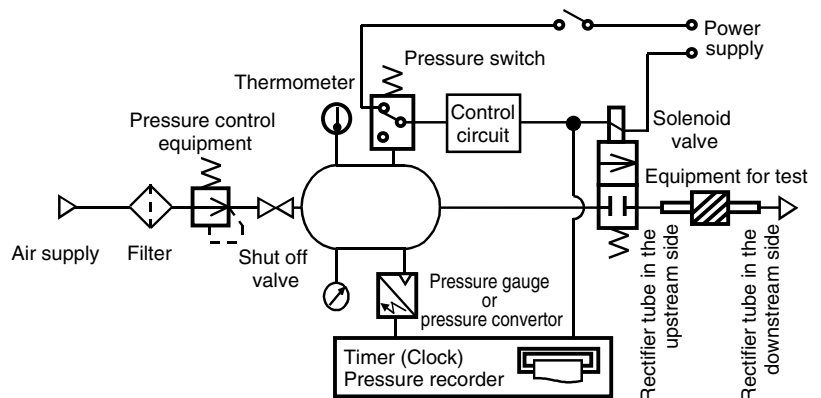 Power
supply
Pressure switch
Thermometer
Control
circuit
Solenoid
valve
Pressure control
equipment
Equipment for test
Air supply
Filter
Shut off
valve
Pressure gauge
or
pressure convertor
Rectifier tube in the
upstream side
Rectifier tube in the
downstream side
Timer (Clock)
Pressure recorder